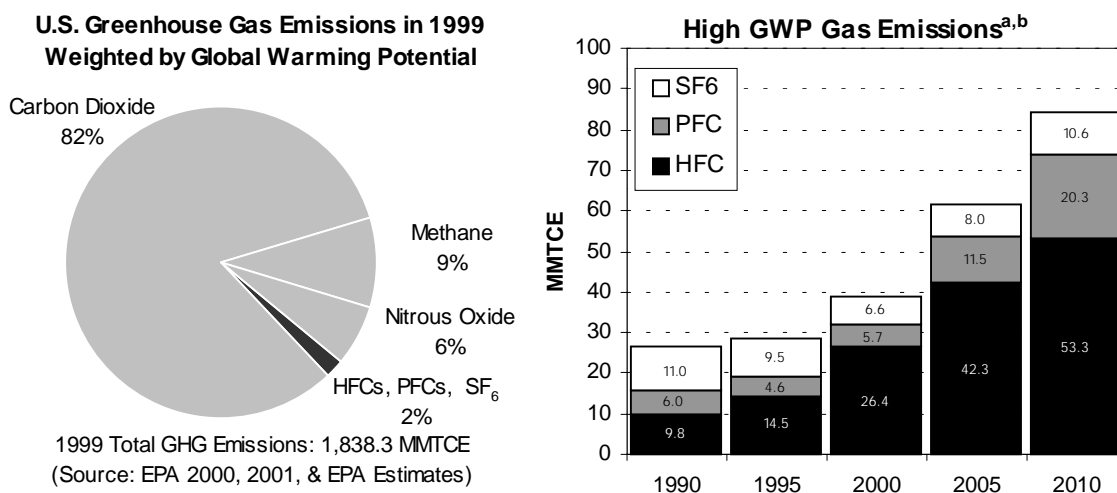 U.S. Greenhouse Gas Emissions in 1999
Weighted by Global Warming Potential
Carbon Dioxide
82%
Methane
9%
Nitrous Oxide
6%
HFCs, PFCs, SF6
2%
1999 Total GHG Emissions: 1,838.3 MMTCE
(Source: EPA 2000, 2001, & EPA Estimates)
High GWP Gas Emissionsa,b
SF6
PFC
HFC
MMTCE
100
90
80
70
60
50
40
30
20
10
0
11.0
6.0
9.8
9.5
4.6
14.5
6.6
5.7
26.4
8.0
11.5
42.3
10.6
20.3
53.3
1990 1995 2000 2005 2010